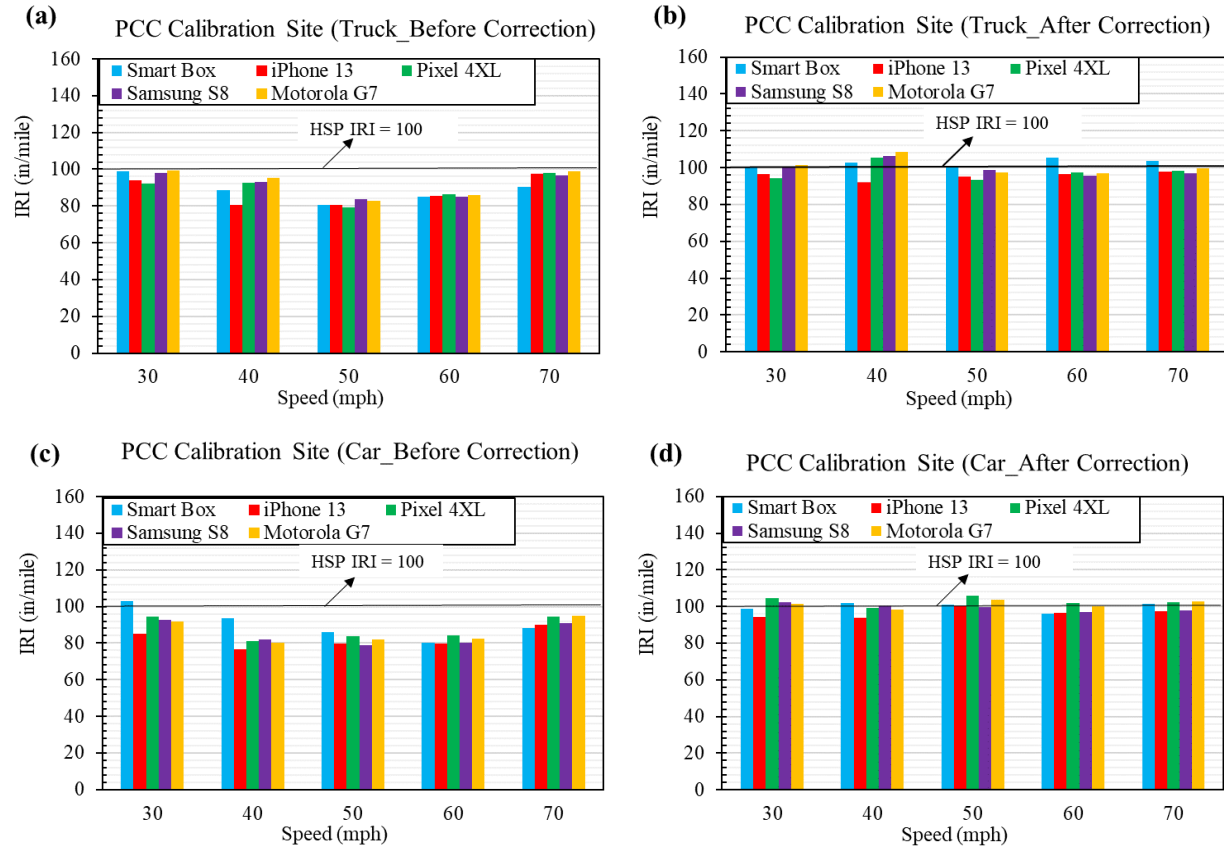 (a)
PCC Calibration Site (Truck_Before Correction)
160
140
120
100
80
60
40
20
0
IRI (in/mile)
Smart Box iPhone 13 Pixel 4XL
Samsung S8 Motorola G7
HSP IRI = 100
30 40 50 60 70
Speed (mph)
(b)
PCC Calibration Site (Truck_After Correction)
160
140
120
100
80
60
40
20
0
IRI (in/mile)
Smart Box iPhone 13 Pixel 4XL
Samsung S8 Motorola G7
HSP IRI = 100
30 40 50 60 70
Speed (mph)
(c)
PCC Calibration Site (Car_Before Correction)
160
140
120
100
80
60
40
20
0
IRI (in/mile)
Smart Box iPhone 13 Pixel 4XL
Samsung S8 Motorola G7
HSP IRI = 100
30 40 50 60 70
Speed (mph)
(d)
PCC Calibration Site (Car_After Correction)
160
140
120
100
80
60
40
20
0
IRI (in/mile)
Smart Box iPhone 13 Pixel 4XL
Samsung S8 Motorola G7
HSP IRI = 100
30 40 50 60 70
Speed (mph)